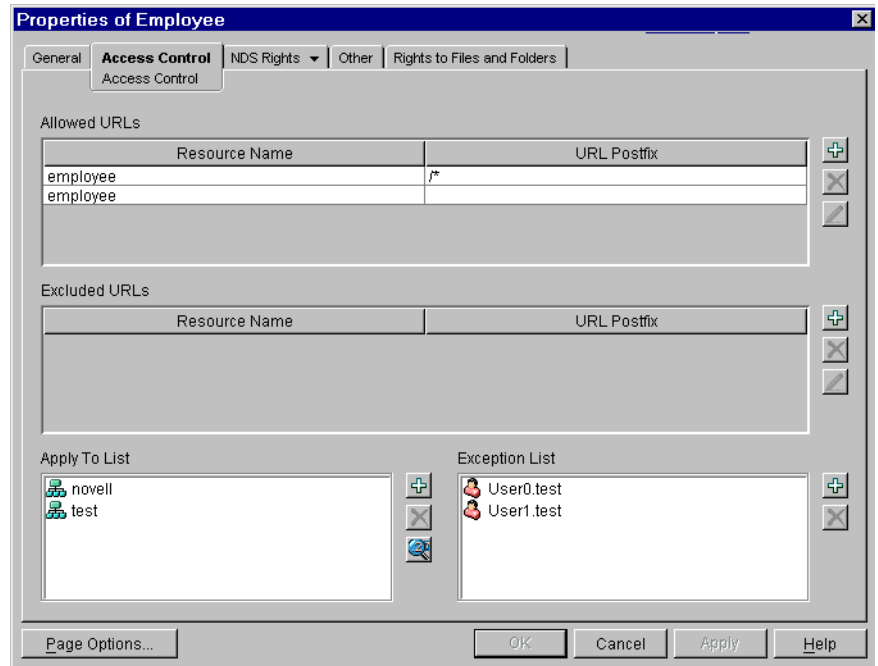 Properties of Employee
General Access Control NDS Rights Other Rights to Files and Folders
Access Control
Allowed URLs
Resource Name URL Postfix
employee /*
employee
Excluded URLs
Resource Name URL Postfix
Apply To List Exception List
novell User0.test
test User1.test
Page Options... OK Cancel Apply Help